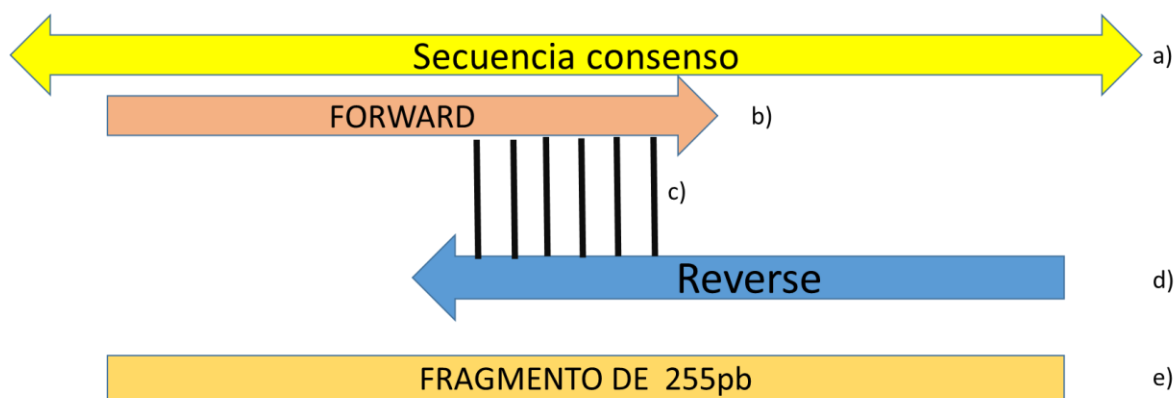 Secuencia consenso a)
FORWARD b)
c)
Reverse d)
FRAGMENTO DE 255pb e)